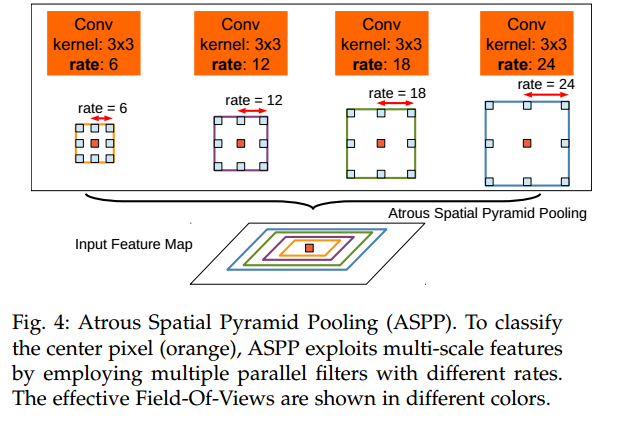 Conv
kernel: 3x3
rate: 6
Conv
kernel: 3x3
rate: 12
Conv
kernel: 3x3
rate: 18
Conv
kernel: 3x3
rate: 24
rate = 6
rate = 12
rate = 18
rate = 24
Atrous Spatial Pyramid Pooling
Input Feature Map
Fig. 4: Atrous Spatial Pyramid Pooling (ASPP). To classify
the center pixel (orange), ASPP exploits multi-scale features
by employing multiple parallel filters with different rates.
The effective Field-Of-Views are shown in different colors.